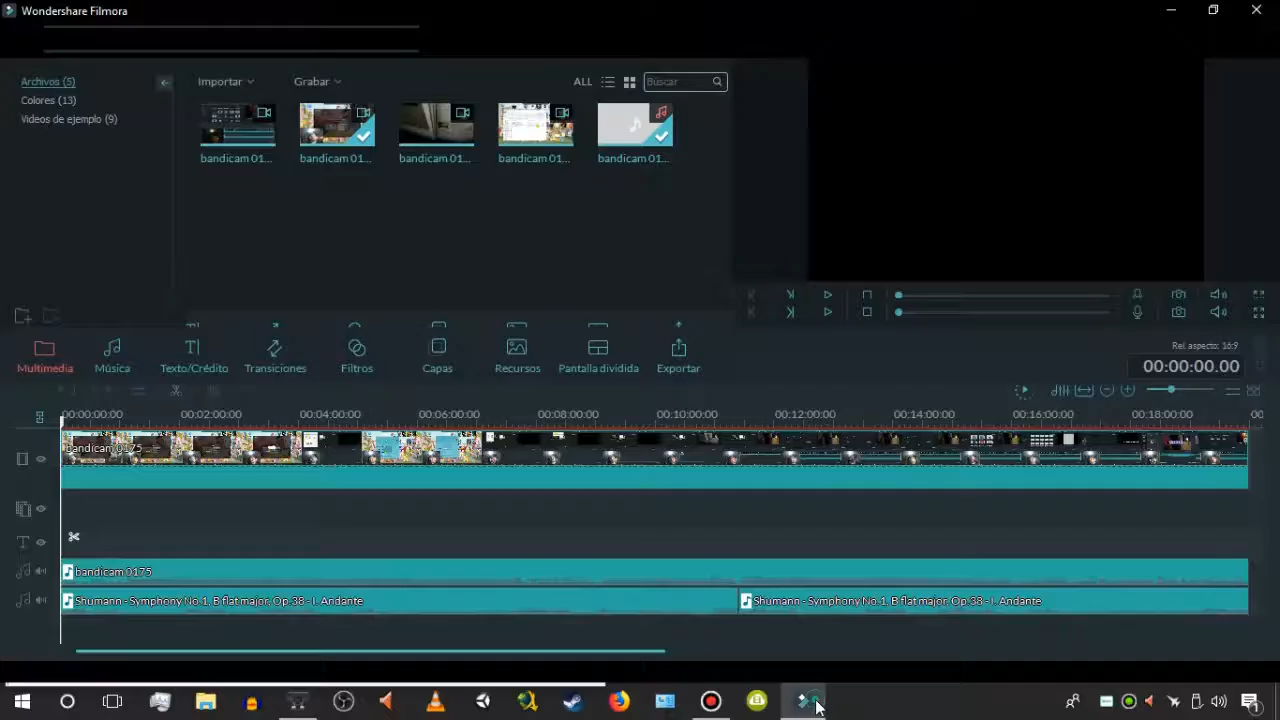 Wondershare Filmora
Archivos (5)
Importar
Grabar
ALL
Búscar
Colores (13)
Videos de ejemplo (9)
bandicam 01...
bandicam 01...
bandicam 01...
bandicam 01...
bandicam 01...
Rel. aspecto: 16:9
Multimedia
Música
Texto/Crédito
Transiciones
Filtros
Capas
Recursos
Pantalla dividida
Exportar
00:00:00.00
00:00:00:00
00:02:00:00
00:04:00:00
00:06:00:00
00:08:00:00
00:10:00:00
00:12:00:00
00:14:00:00
00:16:00:00
00:18:00:00
00
bandicam 0175
bandicam 0175
Shumann - Symphony No.1, B flat major, Op.38 - I. Andante
Shumann - Symphony No.1, B flat major, Op.38 - I. Andante
1